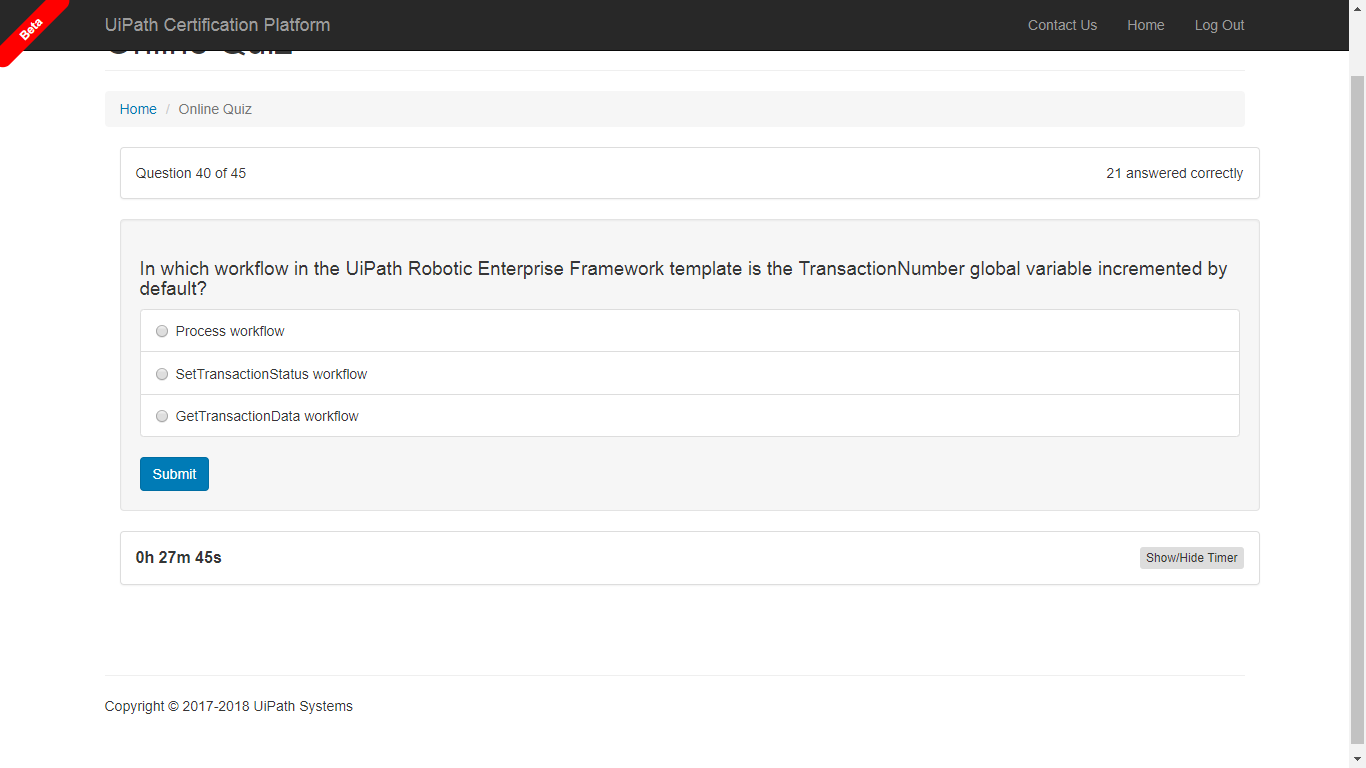 Beta
UiPath Certification Platform
Contact Us Home Log Out
Online Quiz
Home / Online Quiz
Question 40 of 45
21 answered correctly
In which workflow in the UiPath Robotic Enterprise Framework template is the TransactionNumber global variable incremented by
default?
Process workflow
SetTransactionStatus workflow
GetTransactionData workflow
Submit
0h 27m 45s
Show/Hide Timer
Copyright © 2017-2018 UiPath Systems